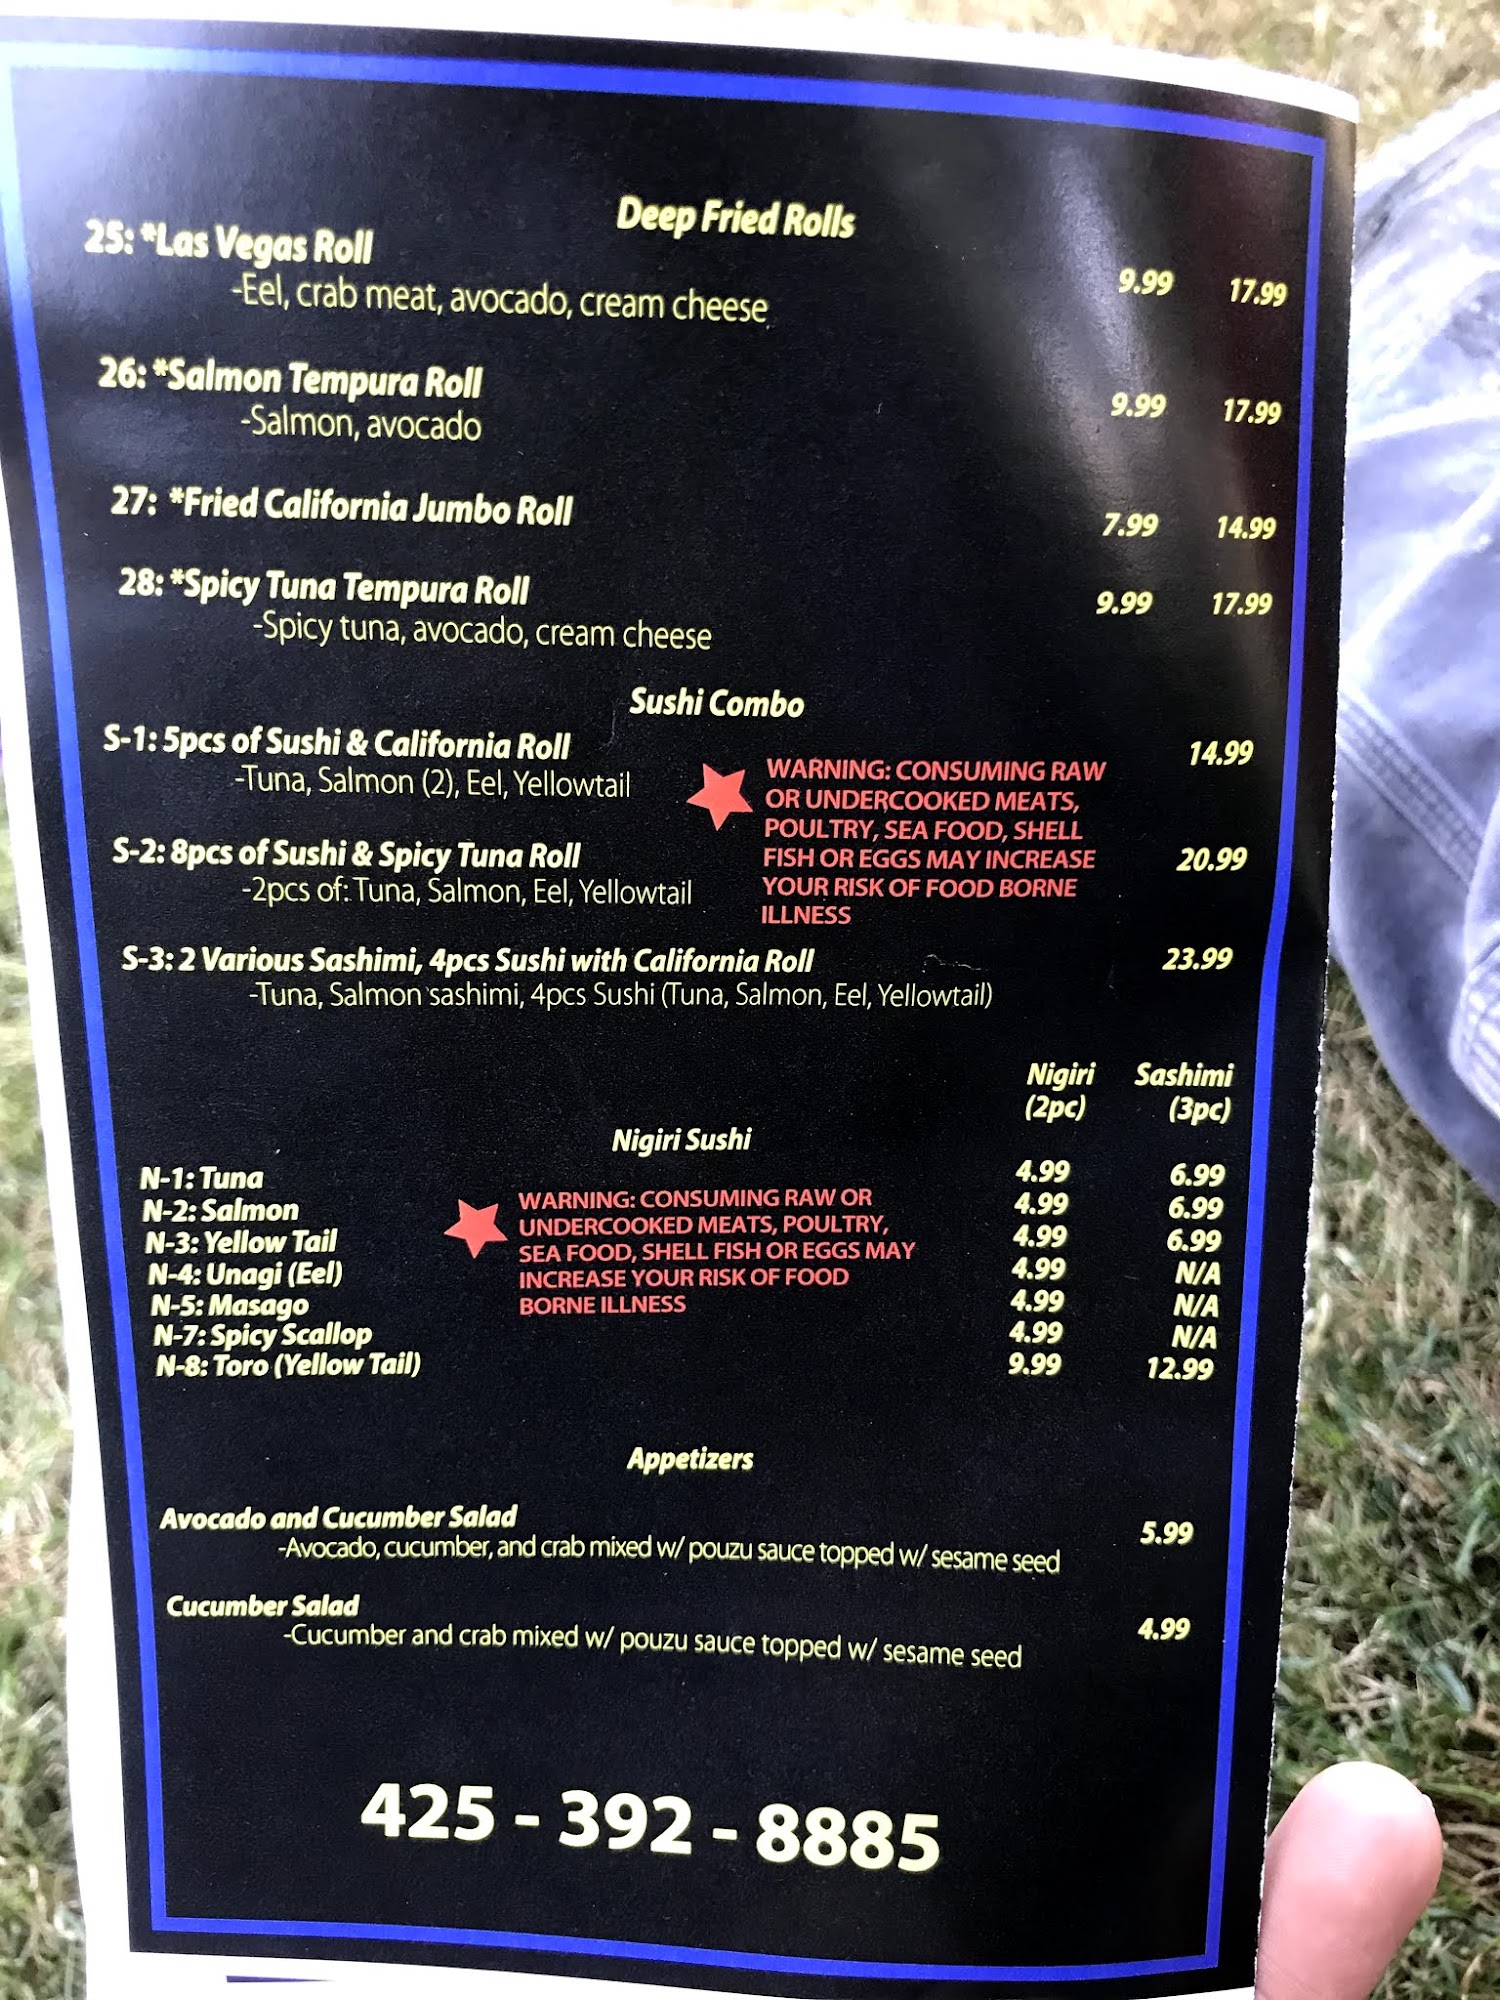 Deep Fried Rolls
25: *Las Vegas Roll 9.99 17.99
-Eel, crab meat, avocado, cream cheese
26: *Salmon Tempura Roll 9.99 17.99
-Salmon, avocado
27: *Fried California Jumbo Roll 7.99 14.99
28: *Spicy Tuna Tempura Roll 9.99 17.99
-Spicy tuna, avocado, cream cheese
Sushi Combo
S-1: 5pcs of Sushi & California Roll 14.99
-Tuna, Salmon (2), Eel, Yellowtail
WARNING: CONSUMING RAW
OR UNDERCOOKED MEATS,
POULTRY, SEA FOOD, SHELL
FISH OR EGGS MAY INCREASE
YOUR RISK OF FOOD BORNE
ILLNESS
S-2: 8pcs of Sushi & Spicy Tuna Roll 20.99
-2pcs of: Tuna, Salmon, Eel, Yellowtail
S-3: 2 Various Sashimi, 4pcs Sushi with California Roll 23.99
-Tuna, Salmon sashimi, 4pcs Sushi (Tuna, Salmon, Eel, Yellowtail)
Nigiri Sashimi
(2pc) (3pc)
Nigiri Sushi
N-1: Tuna 4.99 6.99
N-2: Salmon 4.99 6.99
N-3: Yellow Tail 4.99 6.99
N-4: Unagi (Eel) 4.99 N/A
N-5: Masago 4.99 N/A
N-7: Spicy Scallop 4.99 N/A
N-8: Toro (Yellow Tail) 9.99 12.99
WARNING: CONSUMING RAW OR
UNDERCOOKED MEATS, POULTRY,
SEA FOOD, SHELL FISH OR EGGS MAY
INCREASE YOUR RISK OF FOOD
BORNE ILLNESS
Appetizers
Avocado and Cucumber Salad 5.99
-Avocado, cucumber, and crab mixed w/ pouzu sauce topped w/ sesame seed
Cucumber Salad 4.99
-Cucumber and crab mixed w/ pouzu sauce topped w/ sesame seed
425 - 392 - 8885